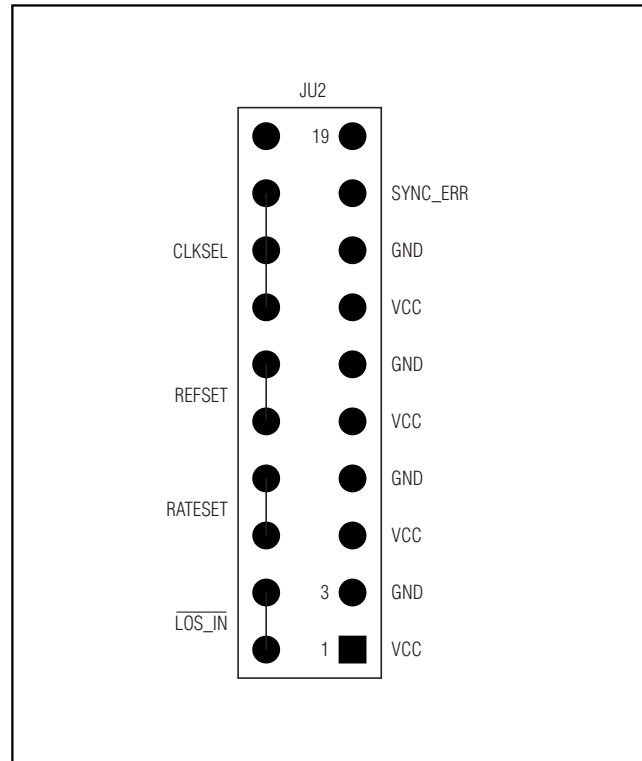 JU2
19
SYNC_ERR
CLKSEL GND
VCC
GND
REFSET
VCC
GND
RATESET
VCC
3 GND
LOS_IN
1 VCC